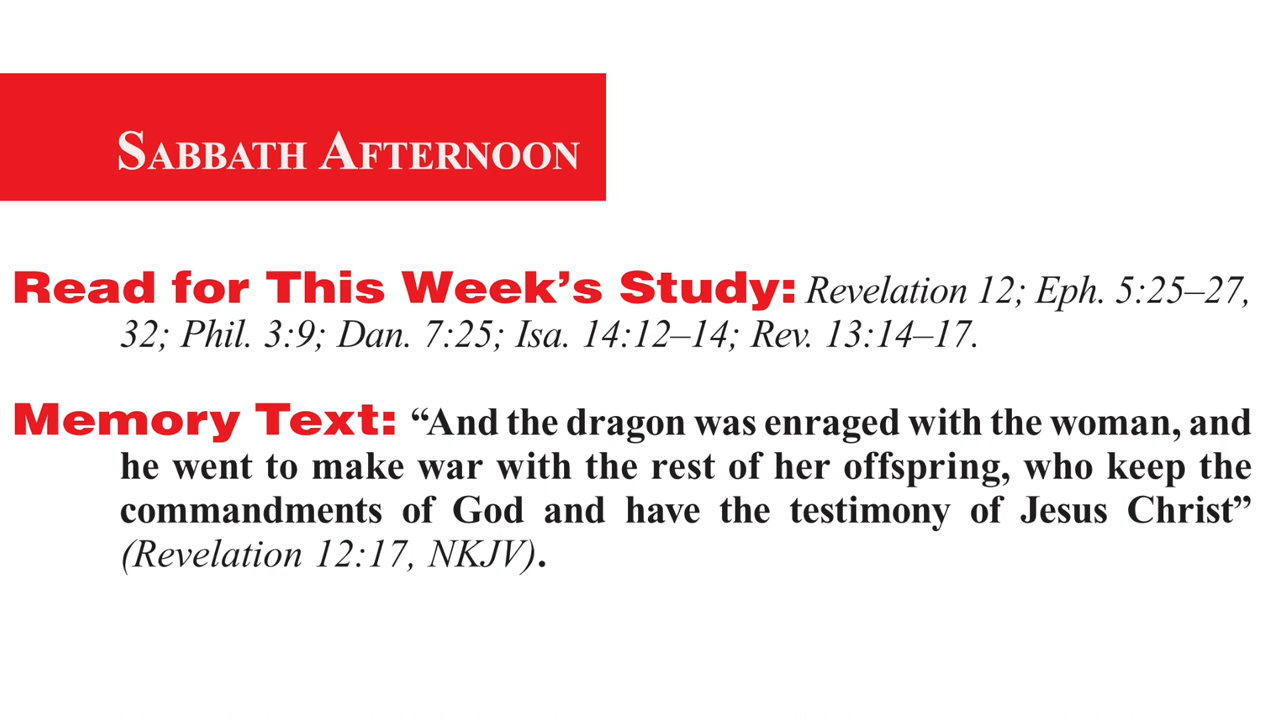 SABBATH AFTERNOON
Read for This Week’s Study: Revelation 12; Eph. 5:25–27,
32; Phil. 3:9; Dan. 7:25; Isa. 14:12–14; Rev. 13:14–17.
Memory Text: “And the dragon was enraged with the woman, and
he went to make war with the rest of her offspring, who keep the
commandments of God and have the testimony of Jesus Christ”
(Revelation 12:17, NKJV).